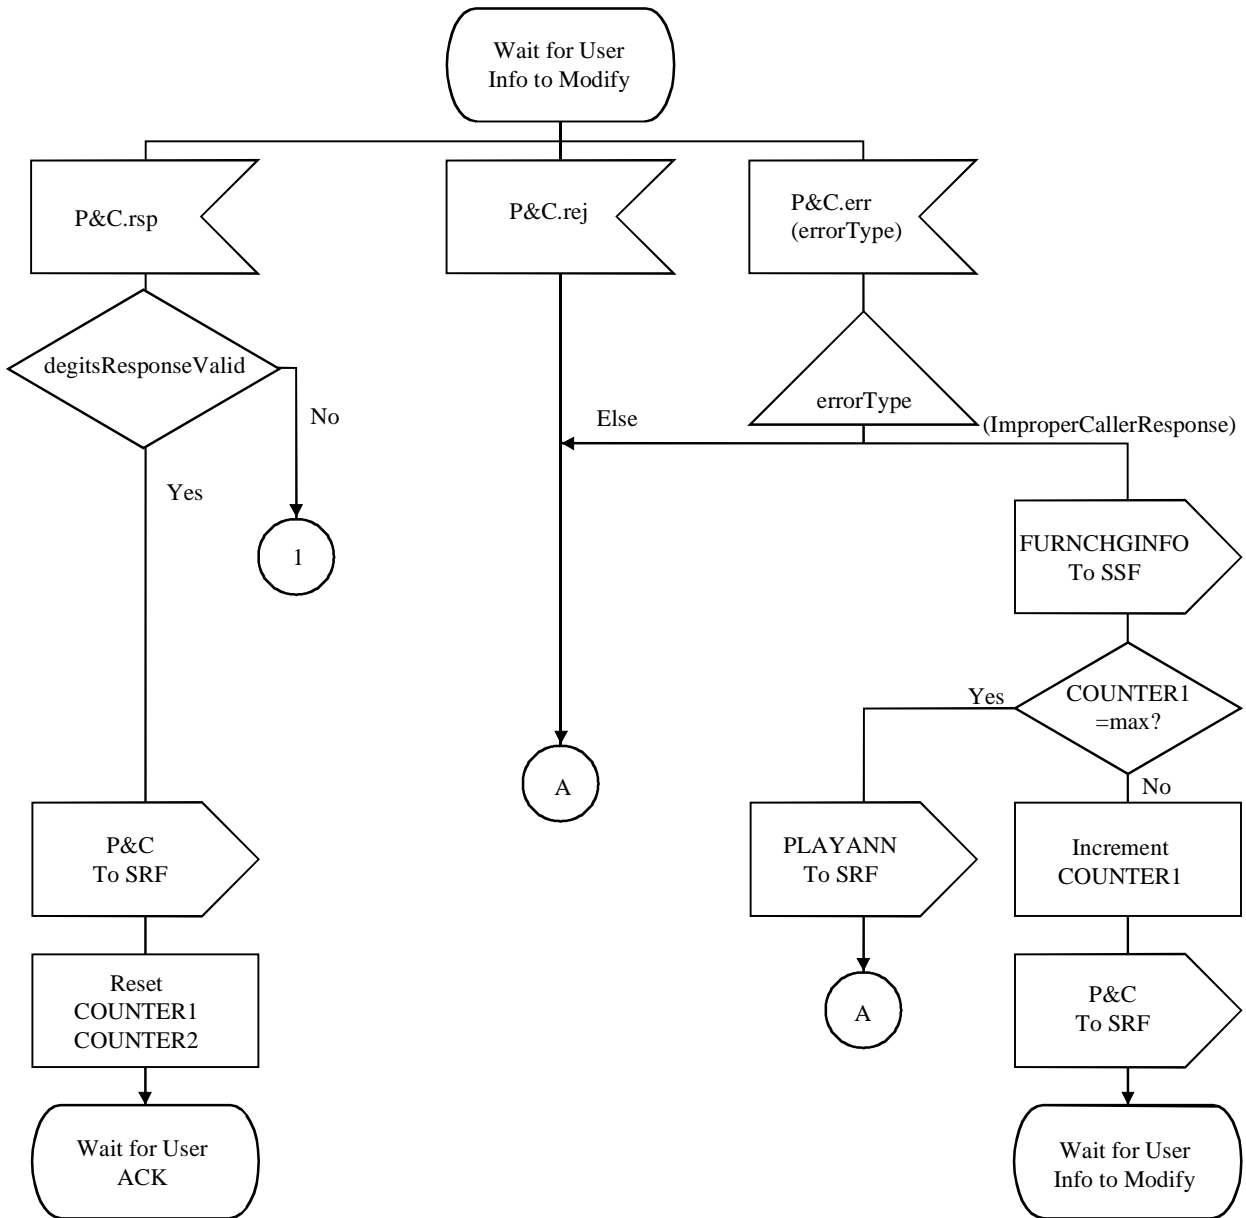 Wait for User
Info to Modify
P&C.rsp
P&C.rej
P&C.err
(errorType)
degitsResponseValid
No
Yes
1
errorType
Else
(ImproperCallerResponse)
FURNCHGINFO
To SSF
COUNTER1
=max?
Yes
No
A
P&C
To SRF
PLAYANN
To SRF
Increment
COUNTER1
Reset
COUNTER1
COUNTER2
A
P&C
To SRF
Wait for User
ACK
Wait for User
Info to Modify